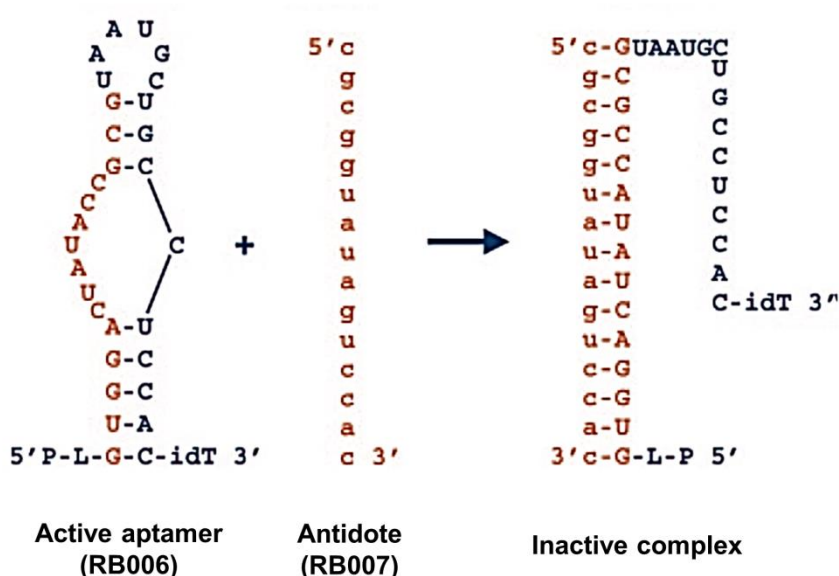 A U
A G
U C
G-U
C-G
G-C
C
C
A
U C
A
U
C
A-U
G-C
G-C
U-A
5'P-L-G-C-idT 3'
Active aptamer
(RB006)
+
5'c
g
c
g
g
u
a
u
a
g
u
c
c
a
c 3'
Antidote
(RB007)
5'c-GUAAUGC
g-C
c-G
g-C
g-C
u-A
a-U
u-A
a-U
g-C
u-A
c-G
c-G
a-U
3'c-G-L-P 5'
U
G
C
C
U
C
C
A
C-idT 3'
Inactive complex